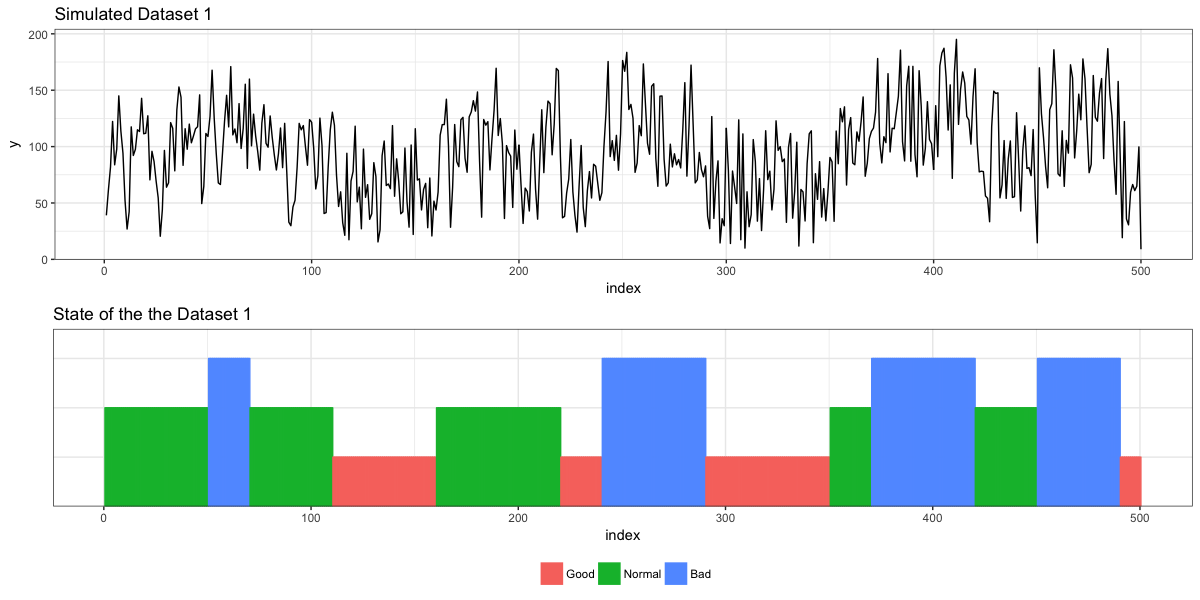 Simulated Dataset 1
200
150
100
50
0
y
0 100 200 300 400 500
index
State of the the Dataset 1
0 100 200 300 400 500
index
Good Normal Bad